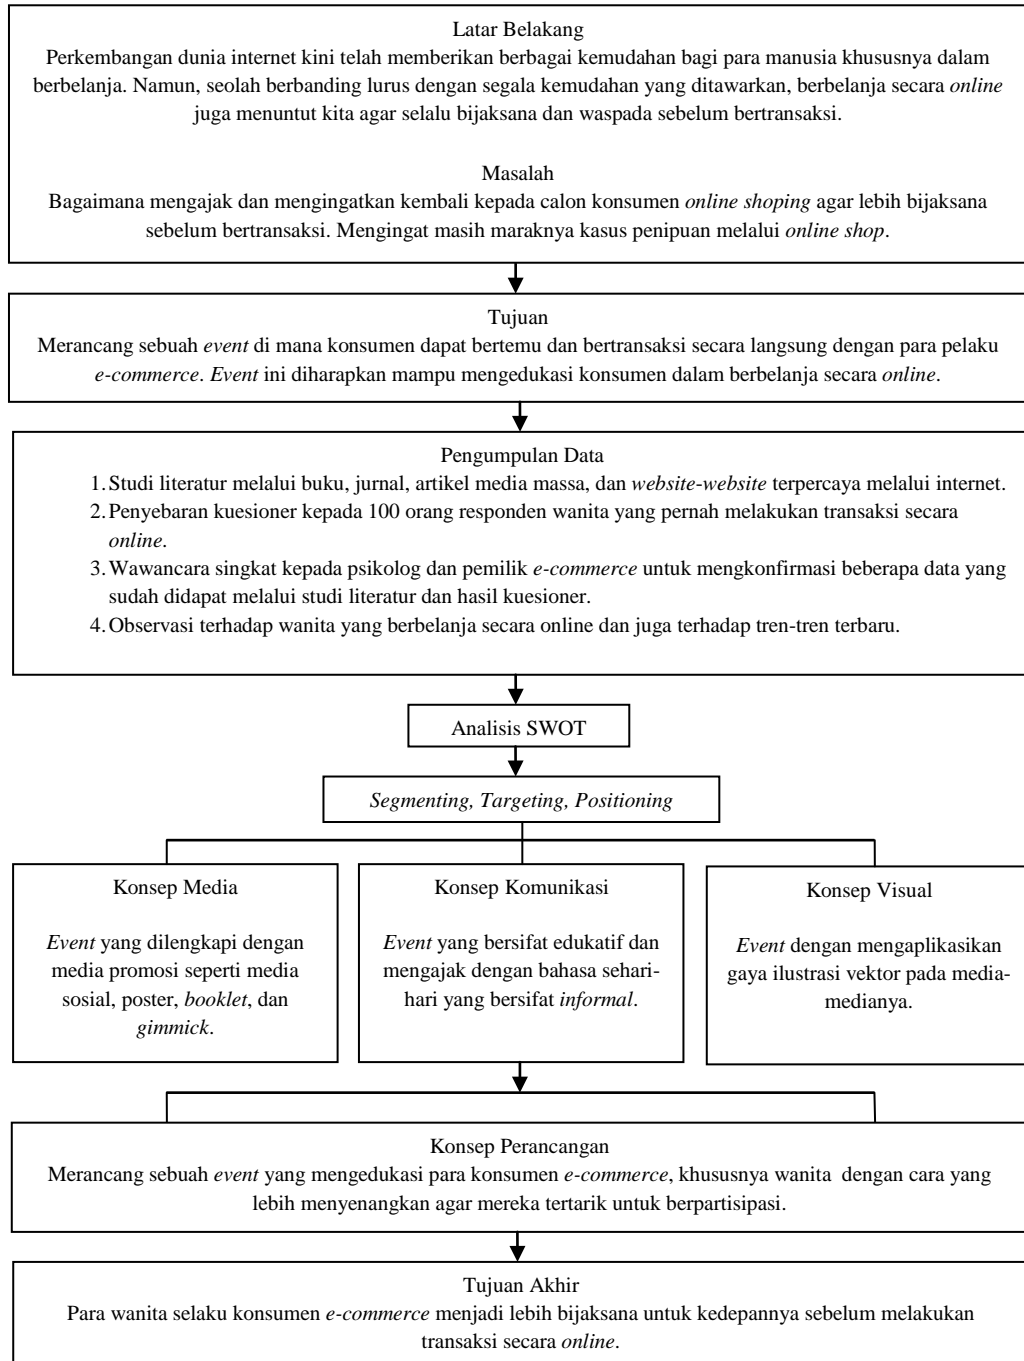 Latar Belakang
Perkembangan dunia internet kini telah memberikan berbagai kemudahan bagi para manusia khususnya dalam
berbelanja. Namun, seolah berbanding lurus dengan segala kemudahan yang ditawarkan, berbelanja secara online
juga menuntut kita agar selalu bijaksana dan waspada sebelum bertransaksi.
Masalah
Bagaimana mengajak dan mengingatkan kembali kepada calon konsumen online shoping agar lebih bijaksana
sebelum bertransaksi. Mengingat masih maraknya kasus penipuan melalui online shop.
Tujuan
Merancang sebuah event di mana konsumen dapat bertemu dan bertransaksi secara langsung dengan para pelaku
e-commerce. Event ini diharapkan mampu mengedukasi konsumen dalam berbelanja secara online.
Pengumpulan Data
1. Studi literatur melalui buku, jurnal, artikel media massa, dan website-website terpercaya melalui internet.
2. Penyebaran kuesioner kepada 100 orang responden wanita yang pernah melakukan transaksi secara
online.
3. Wawancara singkat kepada psikolog dan pemilik e-commerce untuk mengkonfirmasi beberapa data yang
sudah didapat melalui studi literatur dan hasil kuesioner.
4. Observasi terhadap wanita yang berbelanja secara online dan juga terhadap tren-tren terbaru.
Analisis SWOT
Segmenting, Targeting, Positioning
Konsep Media
Event yang dilengkapi dengan
media promosi seperti media
sosial, poster, booklet, dan
gimmick.
Konsep Komunikasi
Event yang bersifat edukatif dan
mengajak dengan bahasa sehari-
hari yang bersifat informal.
Konsep Visual
Event dengan mengaplikasikan
gaya ilustrasi vektor pada media-
medianya.
Konsep Perancangan
Merancang sebuah event yang mengedukasi para konsumen e-commerce, khususnya wanita dengan cara yang
lebih menyenangkan agar mereka tertarik untuk berpartisipasi.
Tujuan Akhir
Para wanita selaku konsumen e-commerce menjadi lebih bijaksana untuk kedepannya sebelum melakukan
transaksi secara online.